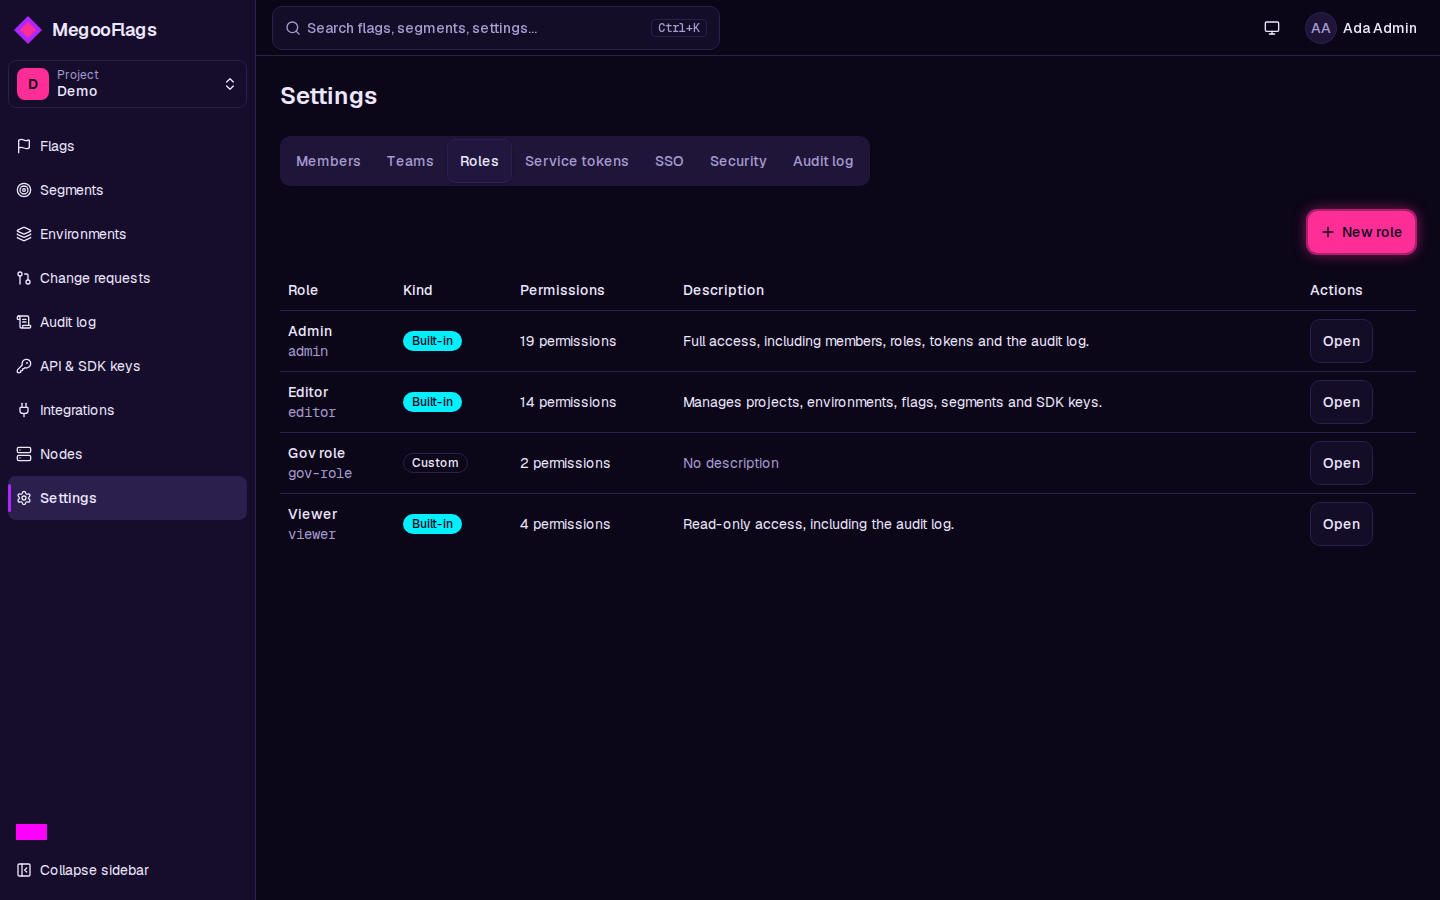 MegooFlags
Search flags, segments, settings...
Ctrl+K
AA
Ada Admin
D
Project
Demo
Flags
Segments
Environments
Change requests
Audit log
API & SDK keys
Integrations
Nodes
Settings
Collapse sidebar
Settings
Members
Teams
Roles
Service tokens
SSO
Security
Audit log
New role
Role
Kind
Permissions
Description
Actions
Admin
admin
Built-in
19 permissions
Full access, including members, roles, tokens and the audit log.
Open
Editor
editor
Built-in
14 permissions
Manages projects, environments, flags, segments and SDK keys.
Open
Gov role
gov-role
Custom
2 permissions
No description
Open
Viewer
viewer
Built-in
4 permissions
Read-only access, including the audit log.
Open